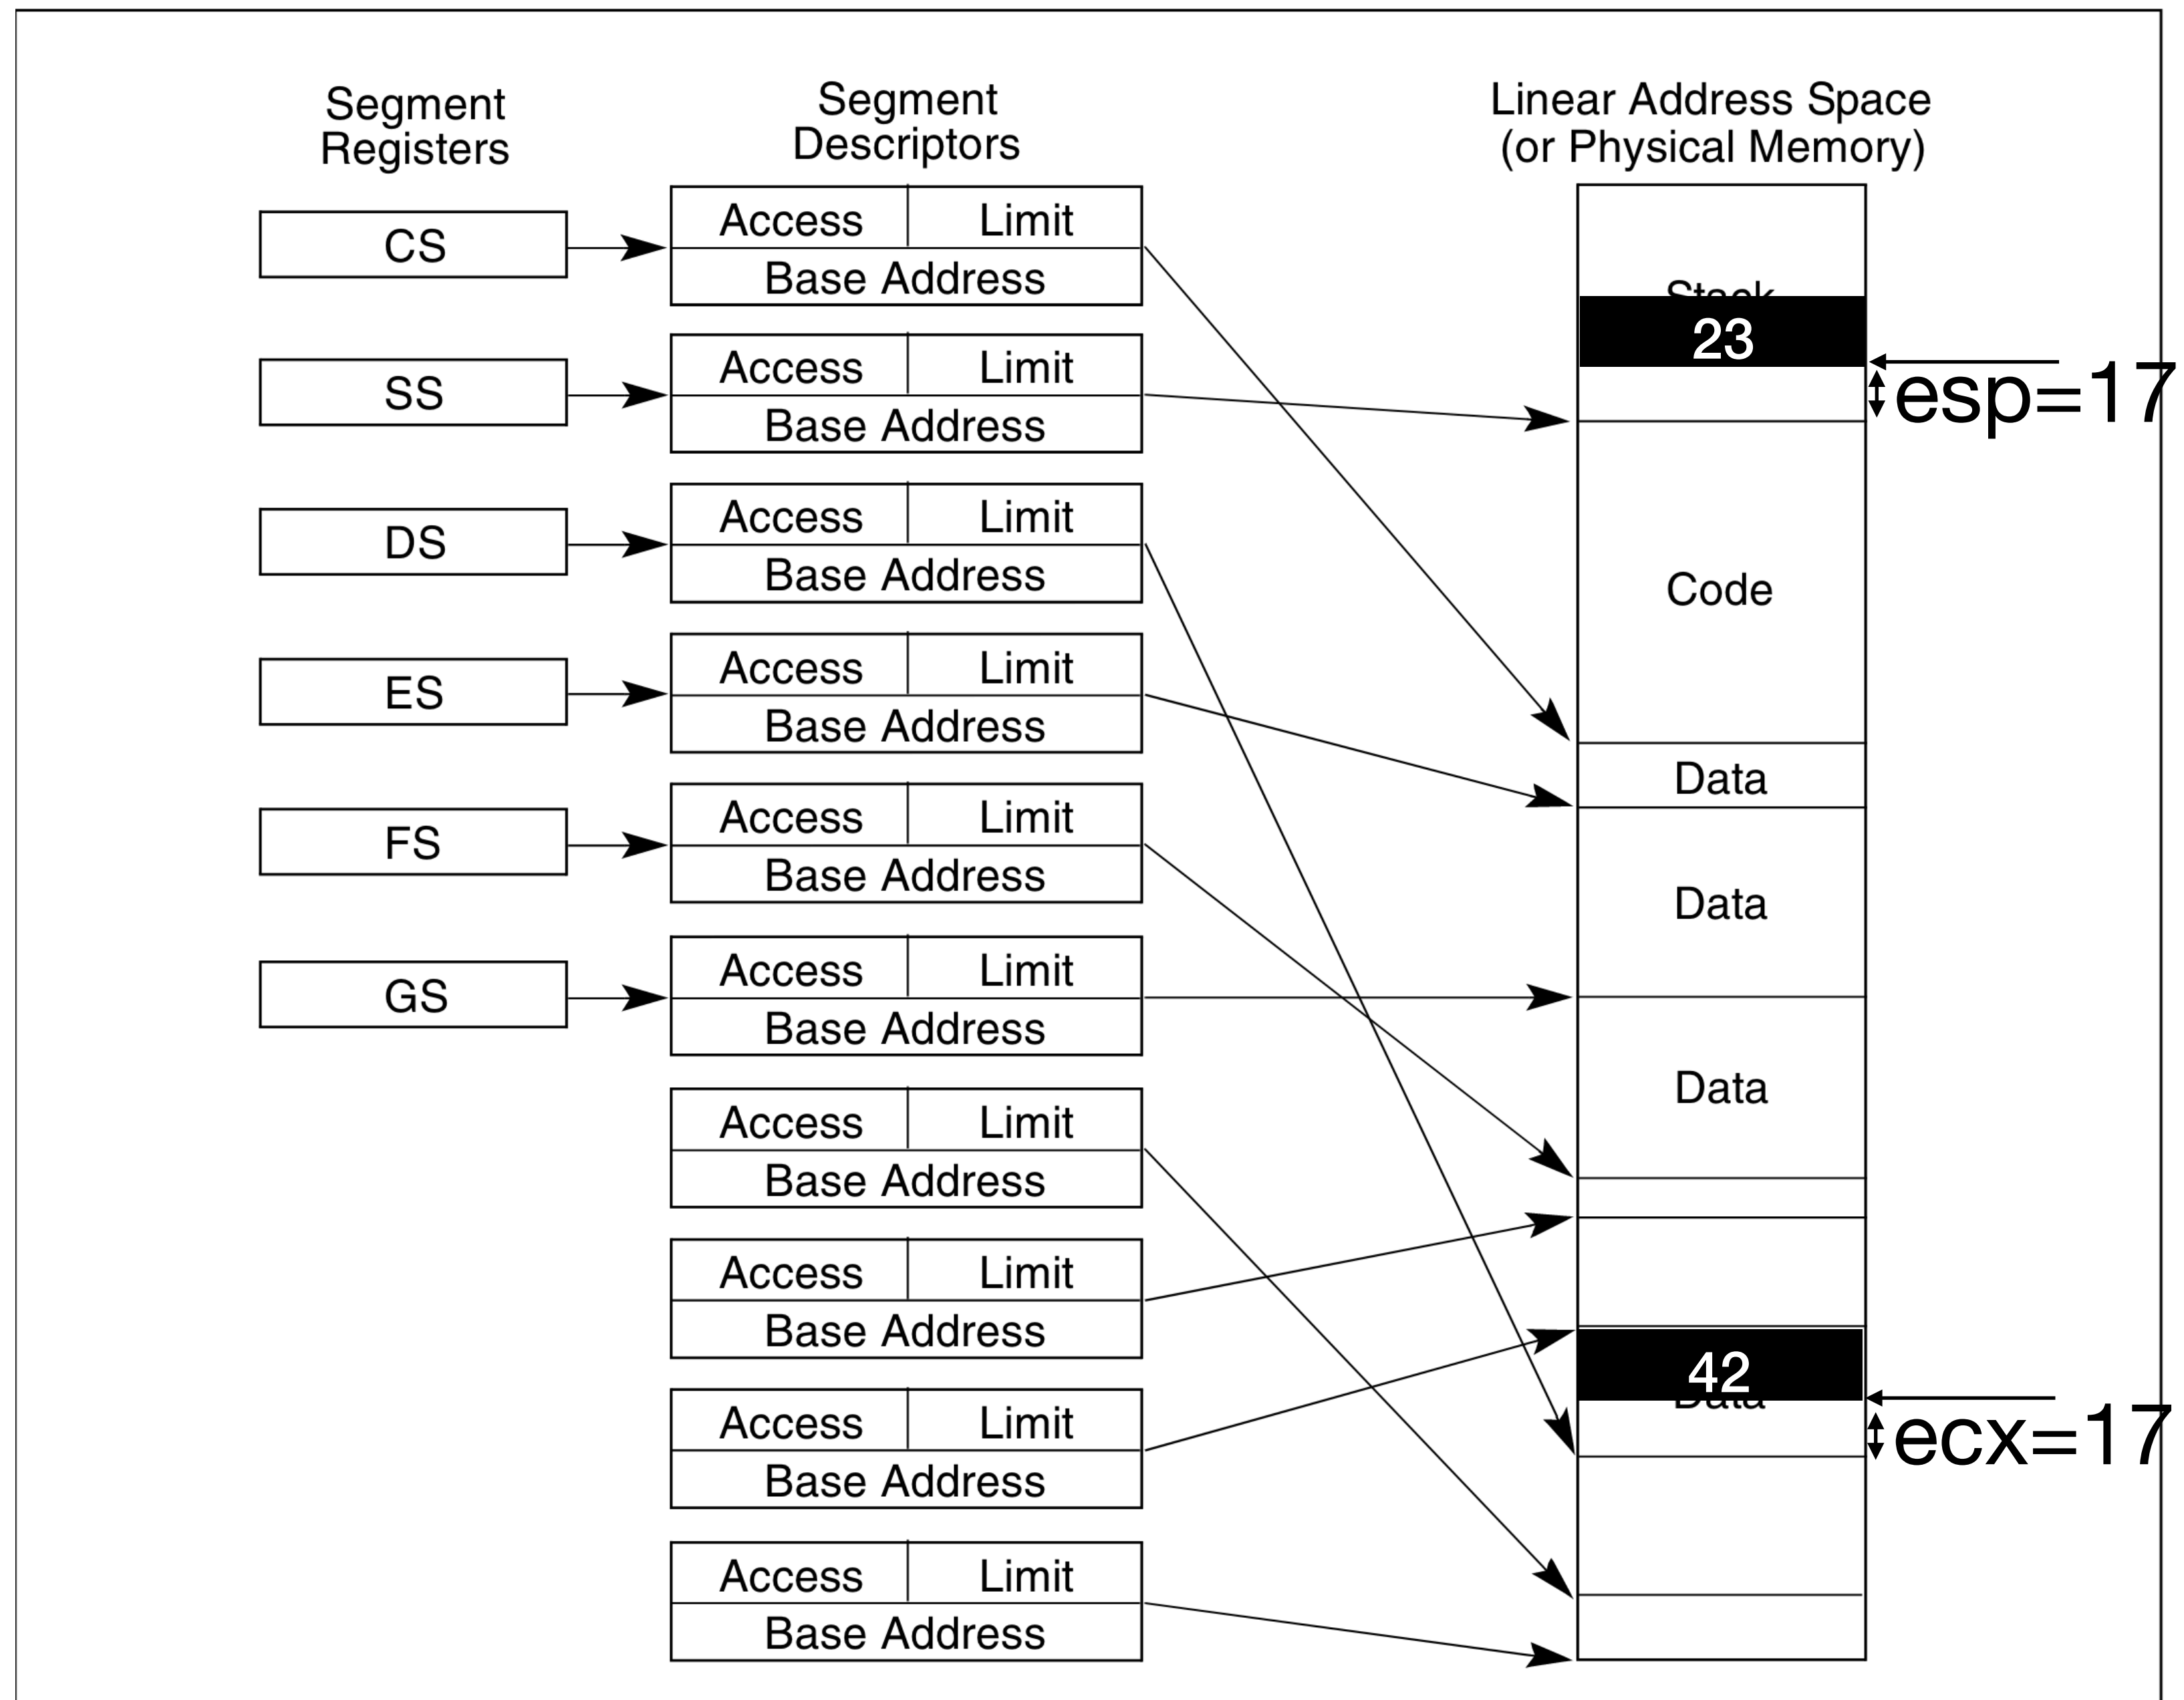 Segment
Registers
Segment
Descriptors
Linear Address Space
(or Physical Memory)
CS
Access Limit
Base Address
Stack
23
esp=17
SS
Access Limit
Base Address
DS
Access Limit
Base Address
Code
ES
Access Limit
Base Address
Data
FS
Access Limit
Base Address
Data
GS
Access Limit
Base Address
Data
Access Limit
Base Address
Access Limit
Base Address
42
Data
ecx=17
Access Limit
Base Address
Access Limit
Base Address